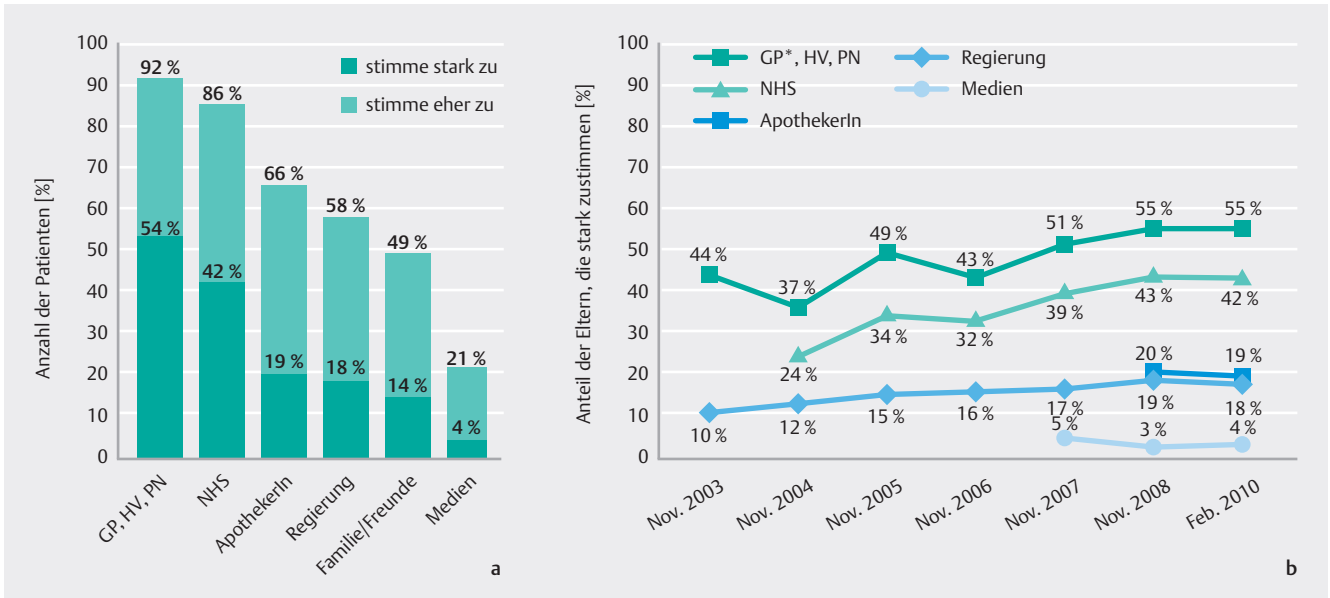 Anzahl der Patienten [%]
100
90
80
70
60
50
40
30
20
10
0
stimme stark zu
stimme eher zu
92 %
54 %
86 %
42 %
66 %
19 %
58 %
18 %
49 %
14 %
21 %
4 %
GP, HV, PN
NHS
ApothekerIn
Regierung
Familie/Freunde
Medien
a
Anteil der Eltern, die stark zustimmen [%]
100
90
80
70
60
50
40
30
20
10
0
GP*, HV, PN
NHS
ApothekerIn
Regierung
Medien
44 %
37 %
49 %
43 %
51 %
55 %
55 %
24 %
34 %
32 %
39 %
43 %
42 %
20 %
19 %
10 %
12 %
15 %
16 %
17 %
19 %
18 %
5 %
3 %
4 %
Nov. 2003
Nov. 2004
Nov. 2005
Nov. 2006
Nov. 2007
Nov. 2008
Feb. 2010
b